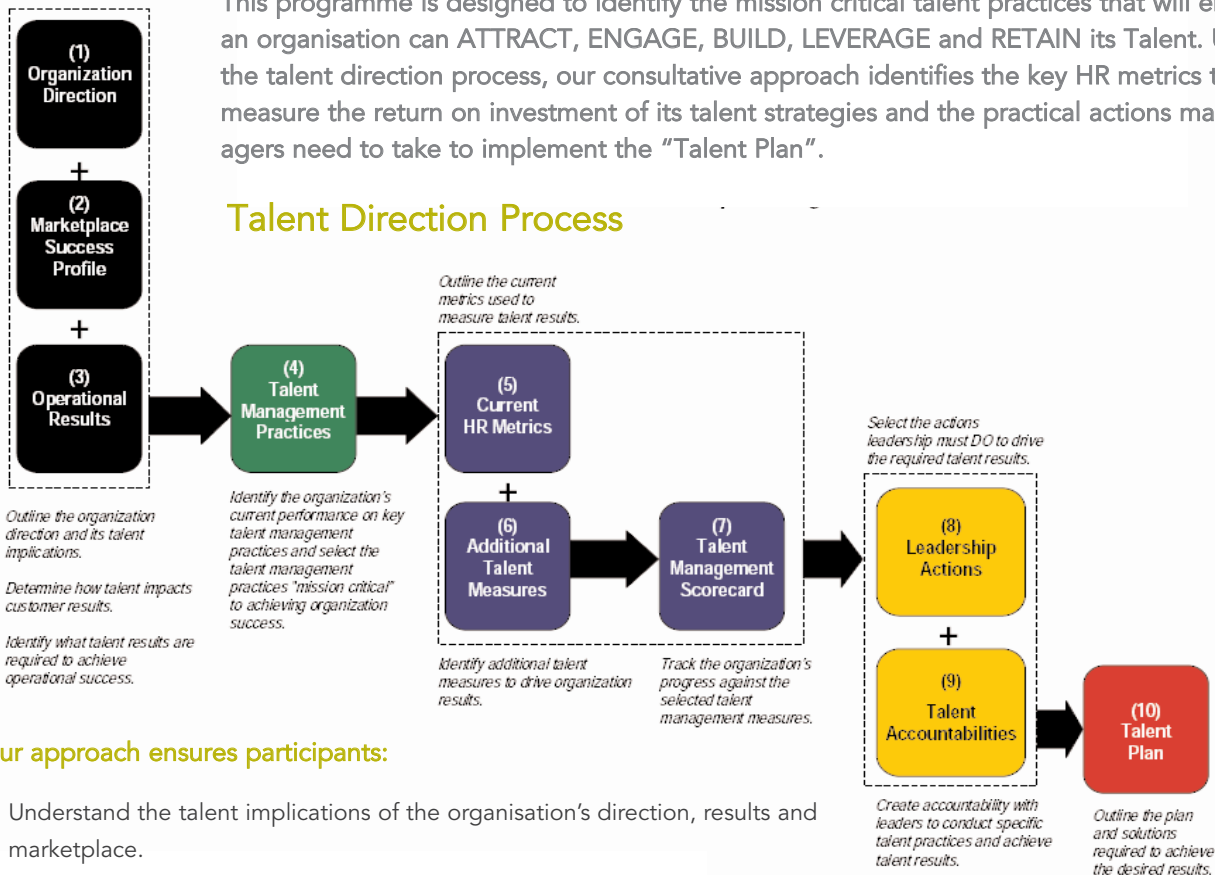 This programme is designed to identify the mission critical talent practices that will
an organisation can ATTRACT, ENGAGE, BUILD, LEVERAGE and RETAIN its Talent.
the talent direction process, our consultative approach identifies the key HR metrics
measure the return on investment of its talent strategies and the practical actions ma
agers need to take to implement the “Talent Plan”.
Talent Direction Process
(1)
Organization
Direction
+
(2)
Marketplace
Success
Profile
+
(3)
Operational
Results
Outline the organization
direction and its talent
implications.
Determine how talent impacts
customer results.
Identify what talent results are
required to achieve
operational success.
(4)
Talent
Management
Practices
Identify the organization's
current performance on key
talent management
practices and select the
talent management
practices "mission critical"
to achieving organization
success.
Outline the current
metrics used to
measure talent results.
(5)
Current
HR Metrics
+
(6)
Additional
Talent
Measures
Identify additional talent
measures to drive organization
results.
(7)
Talent
Management
Scorecard
Track the organization's
progress against the
selected talent
management measures.
Select the actions
leadership must DO to drive
the required talent results.
(8)
Leadership
Actions
+
(9)
Talent
Accountabilities
Create accountability with
leaders to conduct specific
talent practices and achieve
talent results.
(10)
Talent
Plan
Outline the plan
and solutions
required to achieve
the desired results.
ur approach ensures participants:
Understand the talent implications of the organisation’s direction, results and
marketplace.